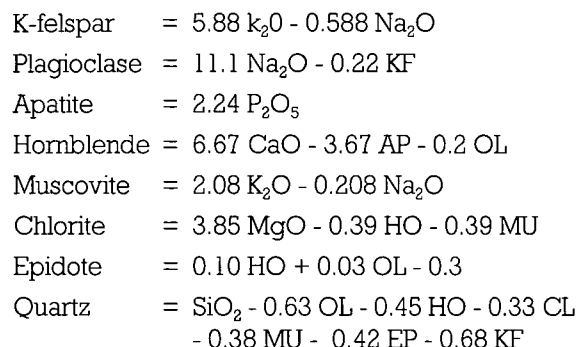 K-felspar = 5.88 k₂0 - 0.588 Na₂O
Plagioclase = 11.1 Na₂O - 0.22 KF
Apatite = 2.24 P₂O₅
Hornblende = 6.67 CaO - 3.67 AP - 0.2 OL
Muscovite = 2.08 K₂O - 0.208 Na₂O
Chlorite = 3.85 MgO - 0.39 HO - 0.39 MU
Epidote = 0.10 HO + 0.03 OL - 0.3
Quartz = SiO₂ - 0.63 OL - 0.45 HO - 0.33 CL
- 0.38 MU - 0.42 EP - 0.68 KF